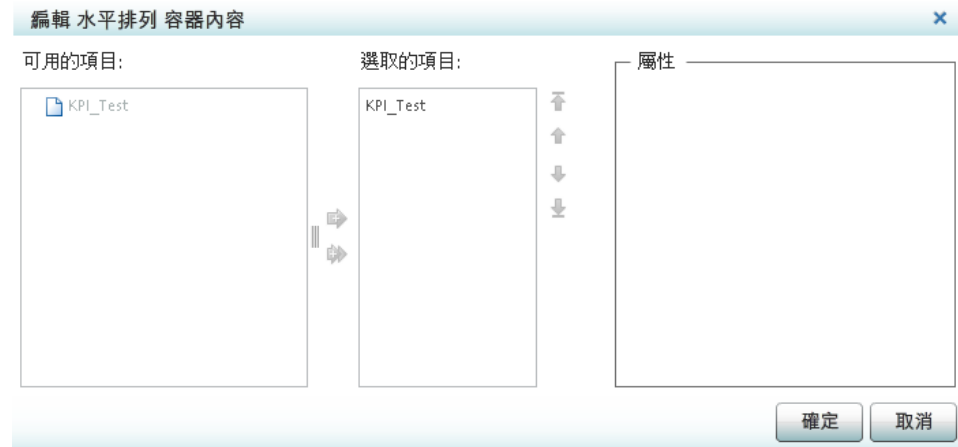 編輯 水平排列 容器內容
可用的項目:
選取的項目:
屬性
KPI_Test
KPI_Test
確定
取消